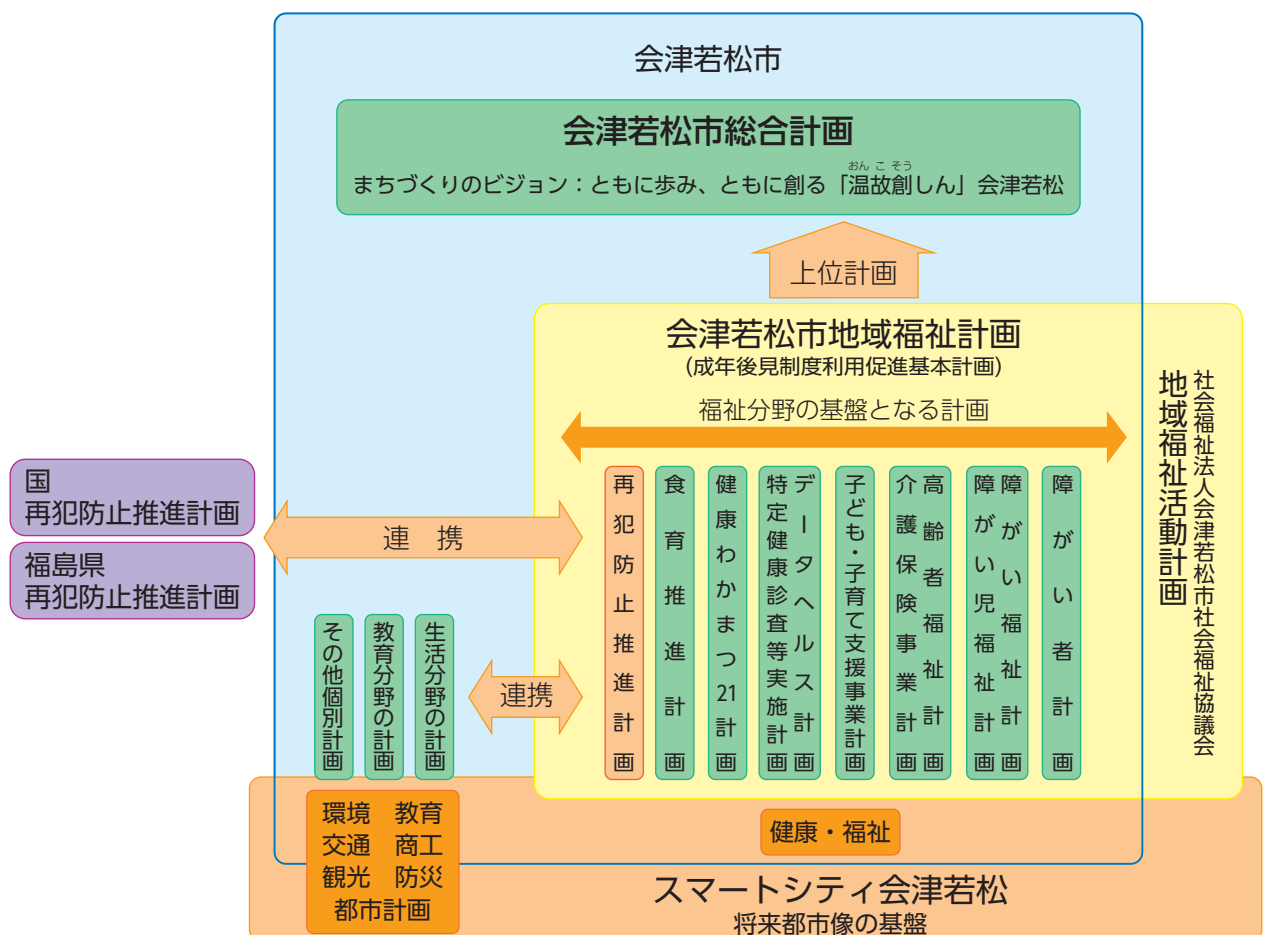 会津若松市
会津若松市総合計画
おんこそう
まちづくりのビジョン：ともに歩み、ともに創る「温故創しん」会津若松
上位計画
会津若松市地域福祉計画
(成年後見制度利用促進基本計画)
福祉分野の基盤となる計画
社会福祉法人会津若松市社会福祉協議会
地域福祉活動計画
国
再犯防止推進計画
福島県
再犯防止推進計画
連　携
連携
障がい者計画
障がい福祉計画
障がい児福祉計画
高齢者福祉計画
介護保険事業計画
子ども・子育て支援事業計画
データヘルス計画
特定健康診査等実施計画
健康わかまつ21計画
食育推進計画
再犯防止推進計画
生活分野の計画
教育分野の計画
その他個別計画
環境　教育
交通　商工
観光　防災
都市計画
健康・福祉
スマートシティ会津若松
将来都市像の基盤